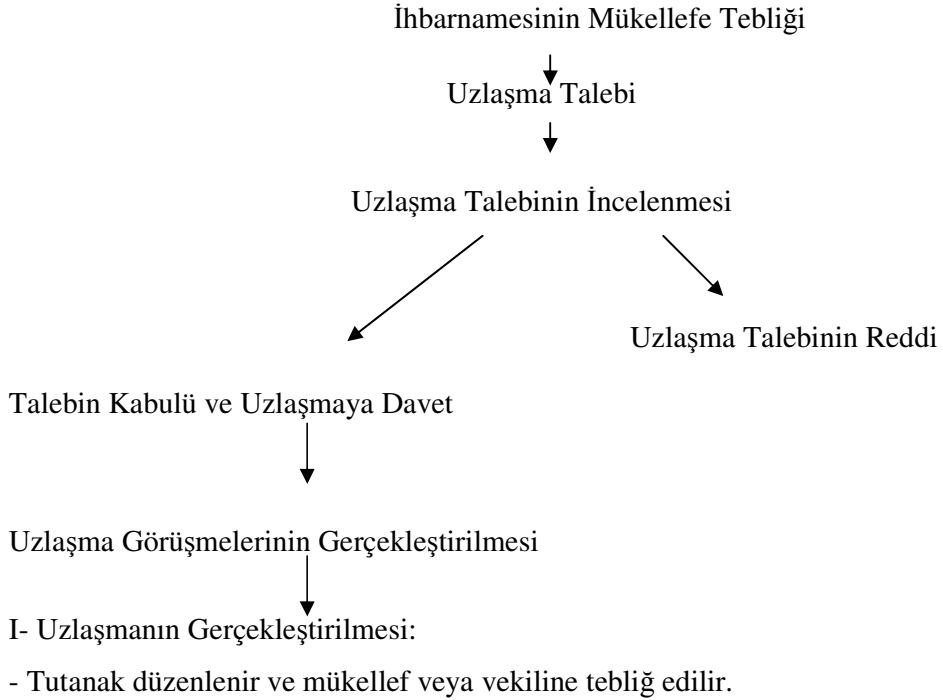 İhbarnamesinin Mükellefe Tebliği
Uzlaşma Talebi
Uzlaşma Talebinin İncelenmesi
Uzlaşma Talebinin Reddi
Talebin Kabulü ve Uzlaşmaya Davet
Uzlaşma Görüşmelerinin Gerçekleştirilmesi
I- Uzlaşmanın Gerçekleştirilmesi:
- Tutanak düzenlenir ve mükellef veya vekiline tebliğ edilir.